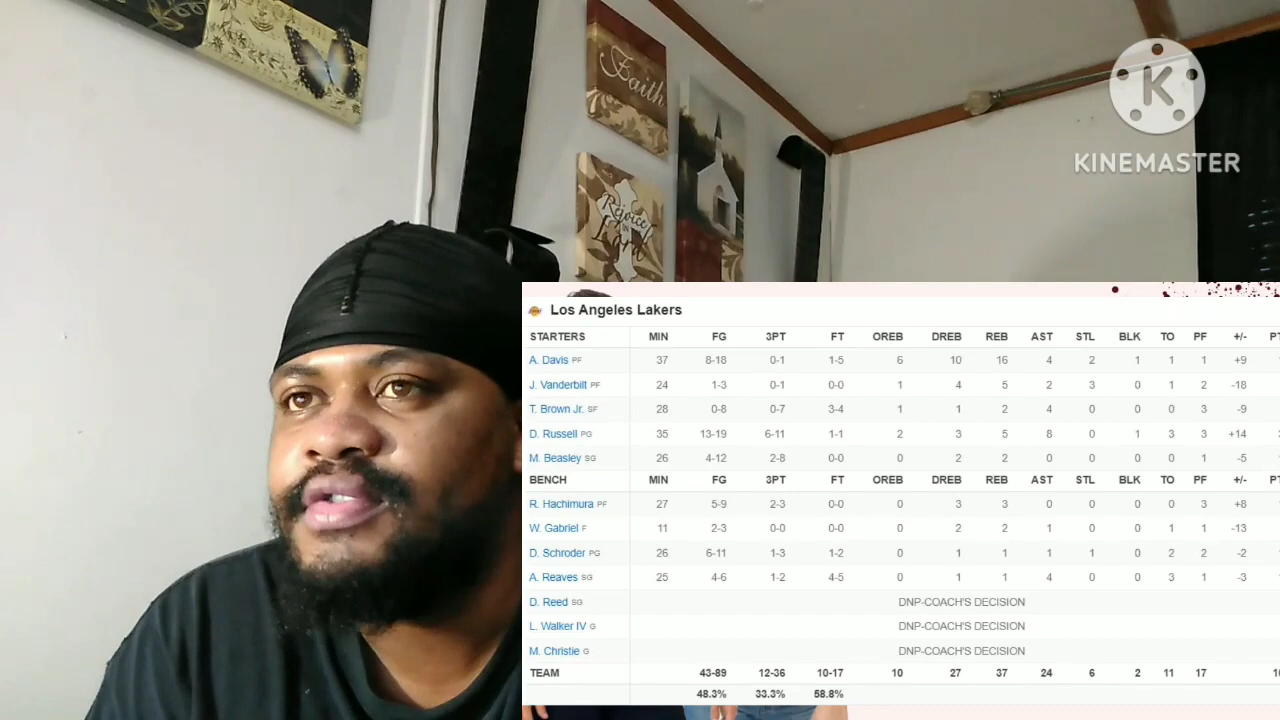 Faith
Rejoice
IN
Lord
K
KINEMASTER
Los Angeles Lakers
STARTERS MIN FG 3PT FT OREB DREB REB AST STL BLK TO PF +/- PT
A. Davis PF 37 8-18 0-1 1-5 6 10 16 4 2 1 1 1 +9
J. Vanderbilt PF 24 1-3 0-1 0-0 1 4 5 2 3 0 1 2 -18
T. Brown Jr. SF 28 0-8 0-7 3-4 1 1 2 4 0 0 0 3 -9
D. Russell PG 35 13-19 6-11 1-1 2 3 5 8 0 1 3 3 +14
M. Beasley SG 26 4-12 2-8 0-0 0 2 2 0 0 0 0 1 -5
BENCH MIN FG 3PT FT OREB DREB REB AST STL BLK TO PF +/- PT
R. Hachimura PF 27 5-9 2-3 0-0 0 3 3 0 0 0 0 3 +8
W. Gabriel F 11 2-3 0-0 0-0 0 2 2 1 0 0 1 1 -13
D. Schroder PG 26 6-11 1-3 1-2 0 1 1 1 1 0 2 2 -2
A. Reaves SG 25 4-6 1-2 4-5 0 1 1 4 0 0 3 1 -3
D. Reed SG DNP-COACH'S DECISION
L. Walker IV G DNP-COACH'S DECISION
M. Christie G DNP-COACH'S DECISION
TEAM 43-89 12-36 10-17 10 27 37 24 6 2 11 17
48.3% 33.3% 58.8%